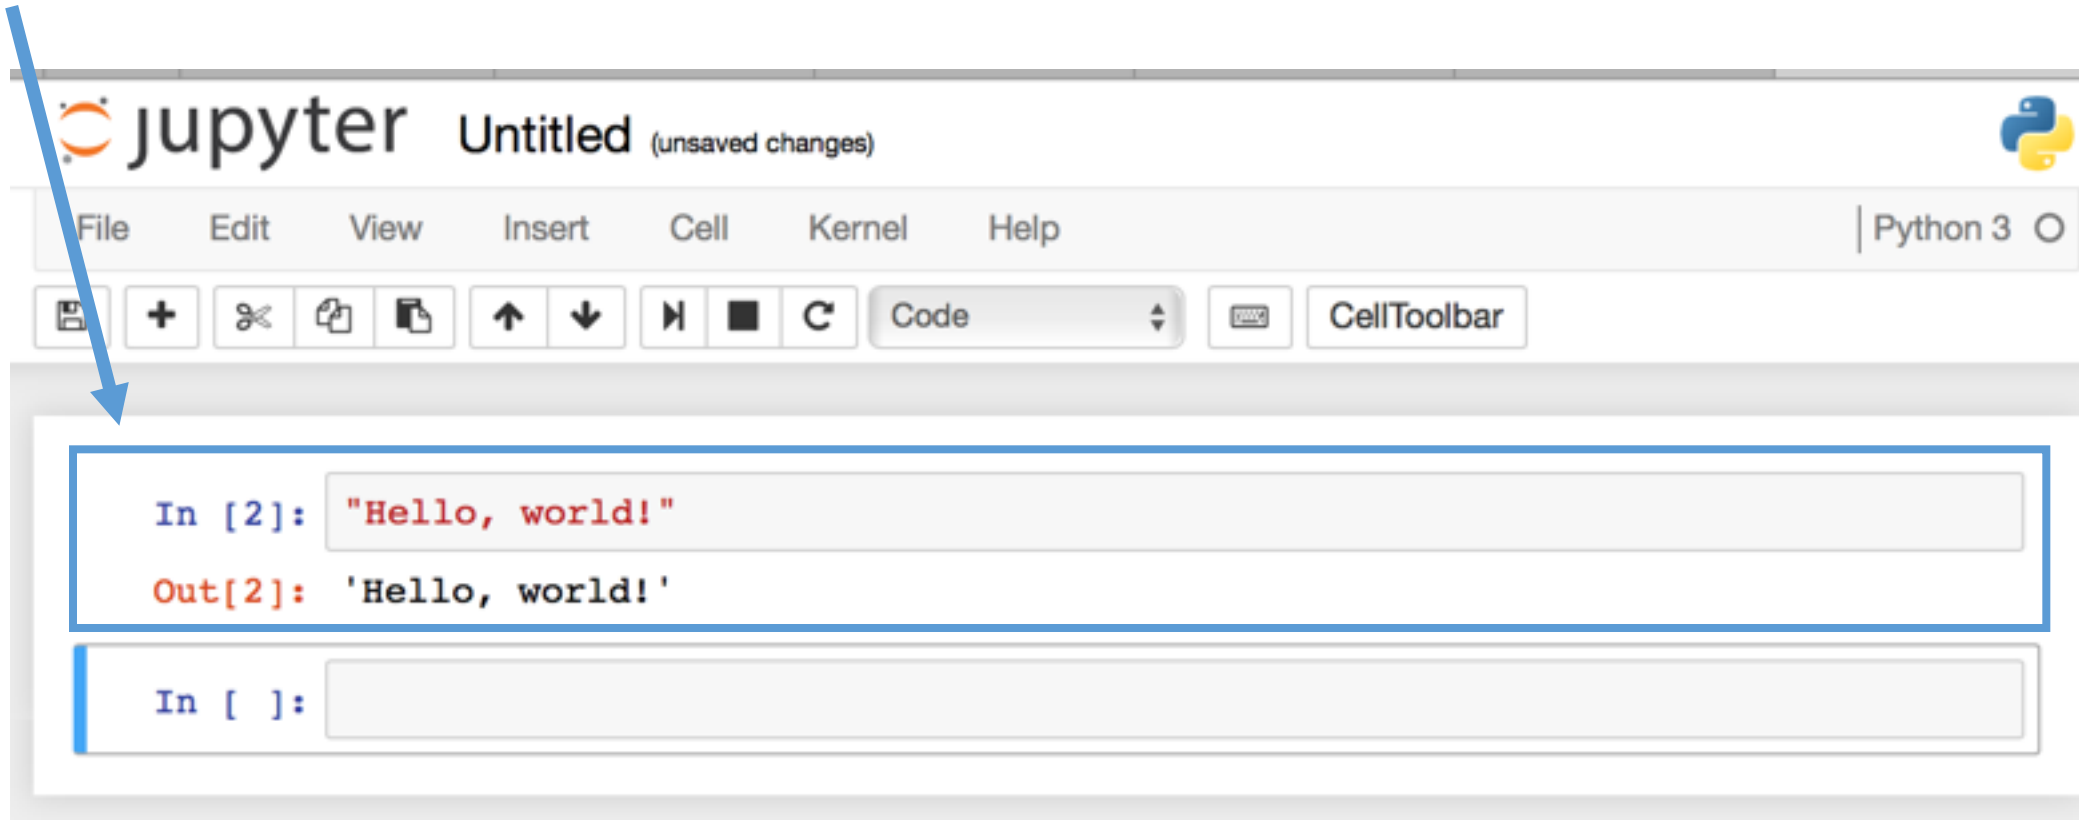 jupyter Untitled (unsaved changes)
File Edit View Insert Cell Kernel Help Python 3
Code CellToolbar
In [2]: "Hello, world!"
Out[2]: 'Hello, world!'
In [ ]: